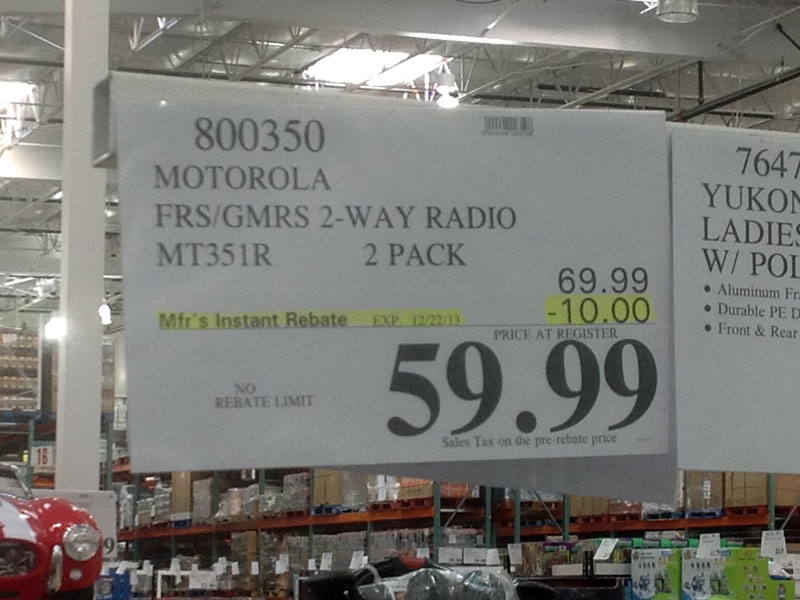 800350
MOTOROLA
FRS/GMRS 2-WAY RADIO
MT351R 2 PACK
69.99
Mfr's Instant Rebate EXP. 12/22/13 -10.00
PRICE AT REGISTER
59.99
NO
REBATE LIMIT
Sales Tax on the pre-rebate price
7647
YUKON
LADIES
W/ POL
• Aluminum Fr
• Durable PE D
• Front & Rear
16
9